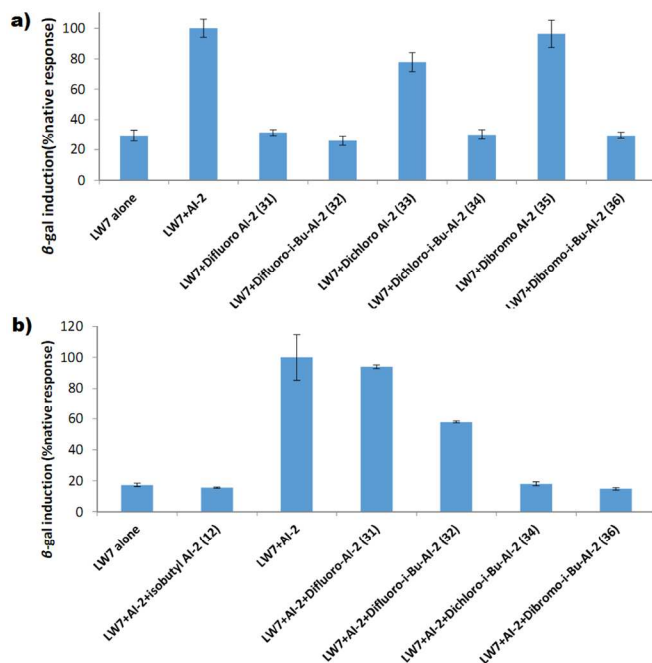 a)
β-gal induction(%native response)
100
80
60
40
20
0
LW7 alone
LW7+AI-2
LW7+Difluoro AI-2 (31)
LW7+Difluoro-i-Bu-AI-2 (32)
LW7+Dichloro AI-2 (33)
LW7+Dichloro-i-Bu-AI-2 (34)
LW7+Dibromo AI-2 (35)
LW7+Dibromo-i-Bu-AI-2 (36)
b)
β-gal induction (%native response)
120
100
80
60
40
20
0
LW7 alone
LW7+AI-2+isobutyl AI-2 (12)
LW7+AI-2
LW7+AI-2+Difluoro-AI-2 (31)
LW7+AI-2+Difluoro-i-Bu-AI-2 (32)
LW7+AI-2+Dichloro-i-Bu-AI-2 (34)
LW7+AI-2+Dibromo-i-Bu-AI-2 (36)